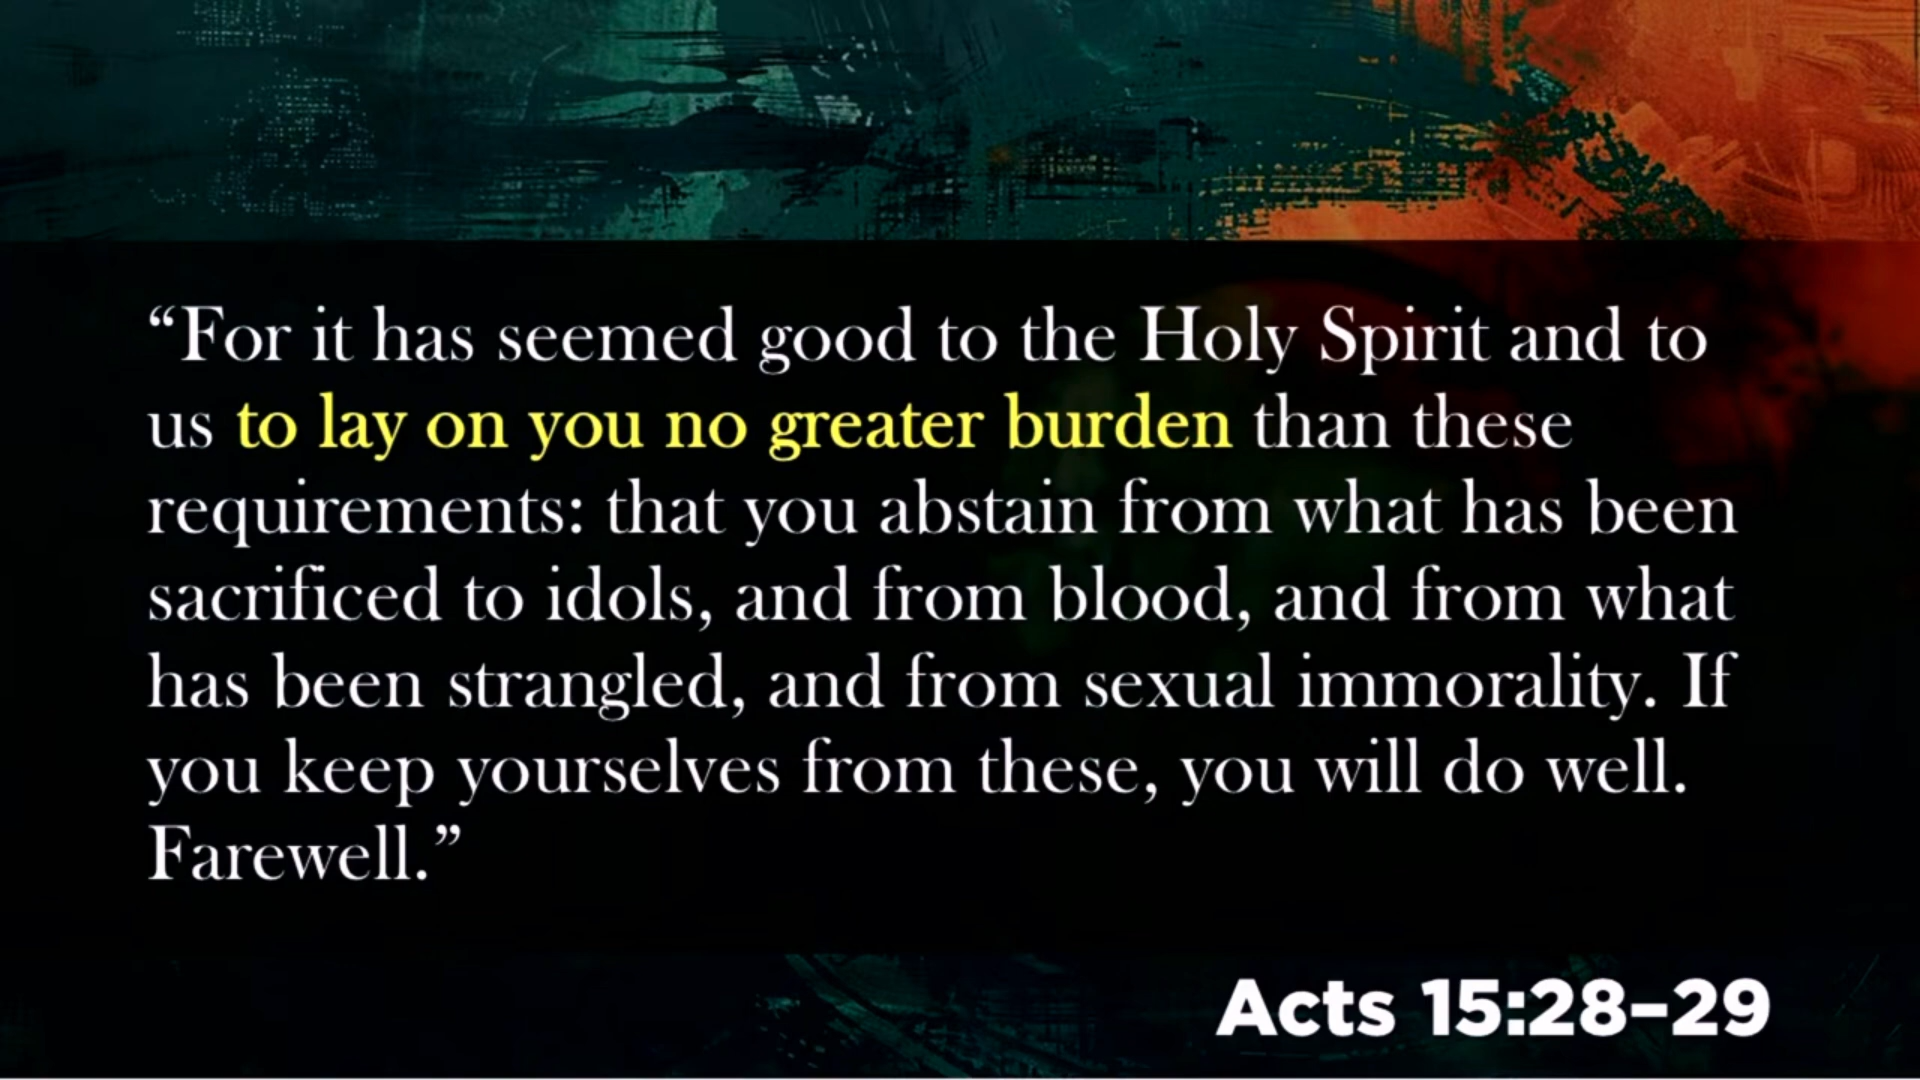 “For it has seemed good to the Holy Spirit and to
us to lay on you no greater burden than these
requirements: that you abstain from what has been
sacrificed to idols, and from blood, and from what
has been strangled, and from sexual immorality. If
you keep yourselves from these, you will do well.
Farewell.”
Acts 15:28–29